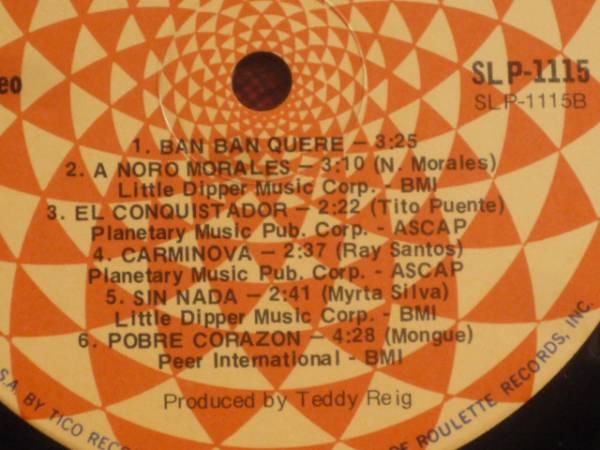 eo
SLP-1115
SLP-1115B
1. BAN BAN QUERE — 3:25
2. A NORO MORALES — 3:10 (N. Morales)
Little Dipper Music Corp. - BMI
3. EL CONQUISTADOR — 2:22 (Tito Puente)
Planetary Music Pub. Corp. - ASCAP
4. CARMINOVA — 2:37 (Ray Santos)
Planetary Music Pub. Corp. - ASCAP
5. SIN NADA — 2:41 (Myrta Silva)
Little Dipper Music Corp. - BMI
6. POBRE CORAZON — 4:28 (Mongue)
Peer International - BMI
Produced by Teddy Reig
S.A. BY TICO REC
OF ROULETTE RECORDS, INC.